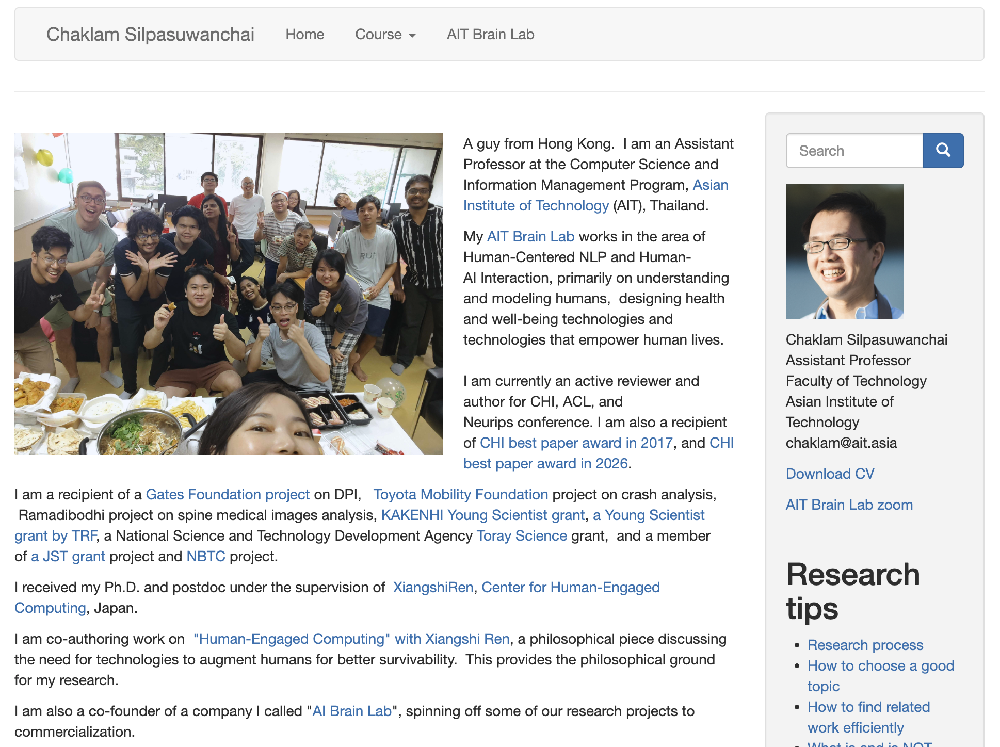 Chaklam Silpasuwanchai Home Course AIT Brain Lab
RUN
A guy from Hong Kong.  I am an Assistant
Professor at the Computer Science and
Information Management Program, Asian
Institute of Technology (AIT), Thailand.
My AIT Brain Lab works in the area of
Human-Centered NLP and Human-
AI Interaction, primarily on understanding
and modeling humans,  designing health
and well-being technologies and
technologies that empower human lives.
I am currently an active reviewer and
author for CHI, ACL, and
Neurips conference. I am also a recipient
of CHI best paper award in 2017, and CHI
best paper award in 2026.
I am a recipient of a Gates Foundation project on DPI,   Toyota Mobility Foundation project on crash analysis,
Ramadibodhi project on spine medical images analysis, KAKENHI Young Scientist grant, a Young Scientist
grant by TRF, a National Science and Technology Development Agency Toray Science grant,  and a member
of a JST grant project and NBTC project.
I received my Ph.D. and postdoc under the supervision of  XiangshiRen, Center for Human-Engaged
Computing, Japan.
I am co-authoring work on  "Human-Engaged Computing" with Xiangshi Ren, a philosophical piece discussing
the need for technologies to augment humans for better survivability.  This provides the philosophical ground
for my research.
I am also a co-founder of a company I called "AI Brain Lab", spinning off some of our research projects to
commercialization.
Search
Chaklam Silpasuwanchai
Assistant Professor
Faculty of Technology
Asian Institute of
Technology
chaklam@ait.asia
Download CV
AIT Brain Lab zoom
Research
tips
Research process
How to choose a good
topic
How to find related
work efficiently
What is and is NOT